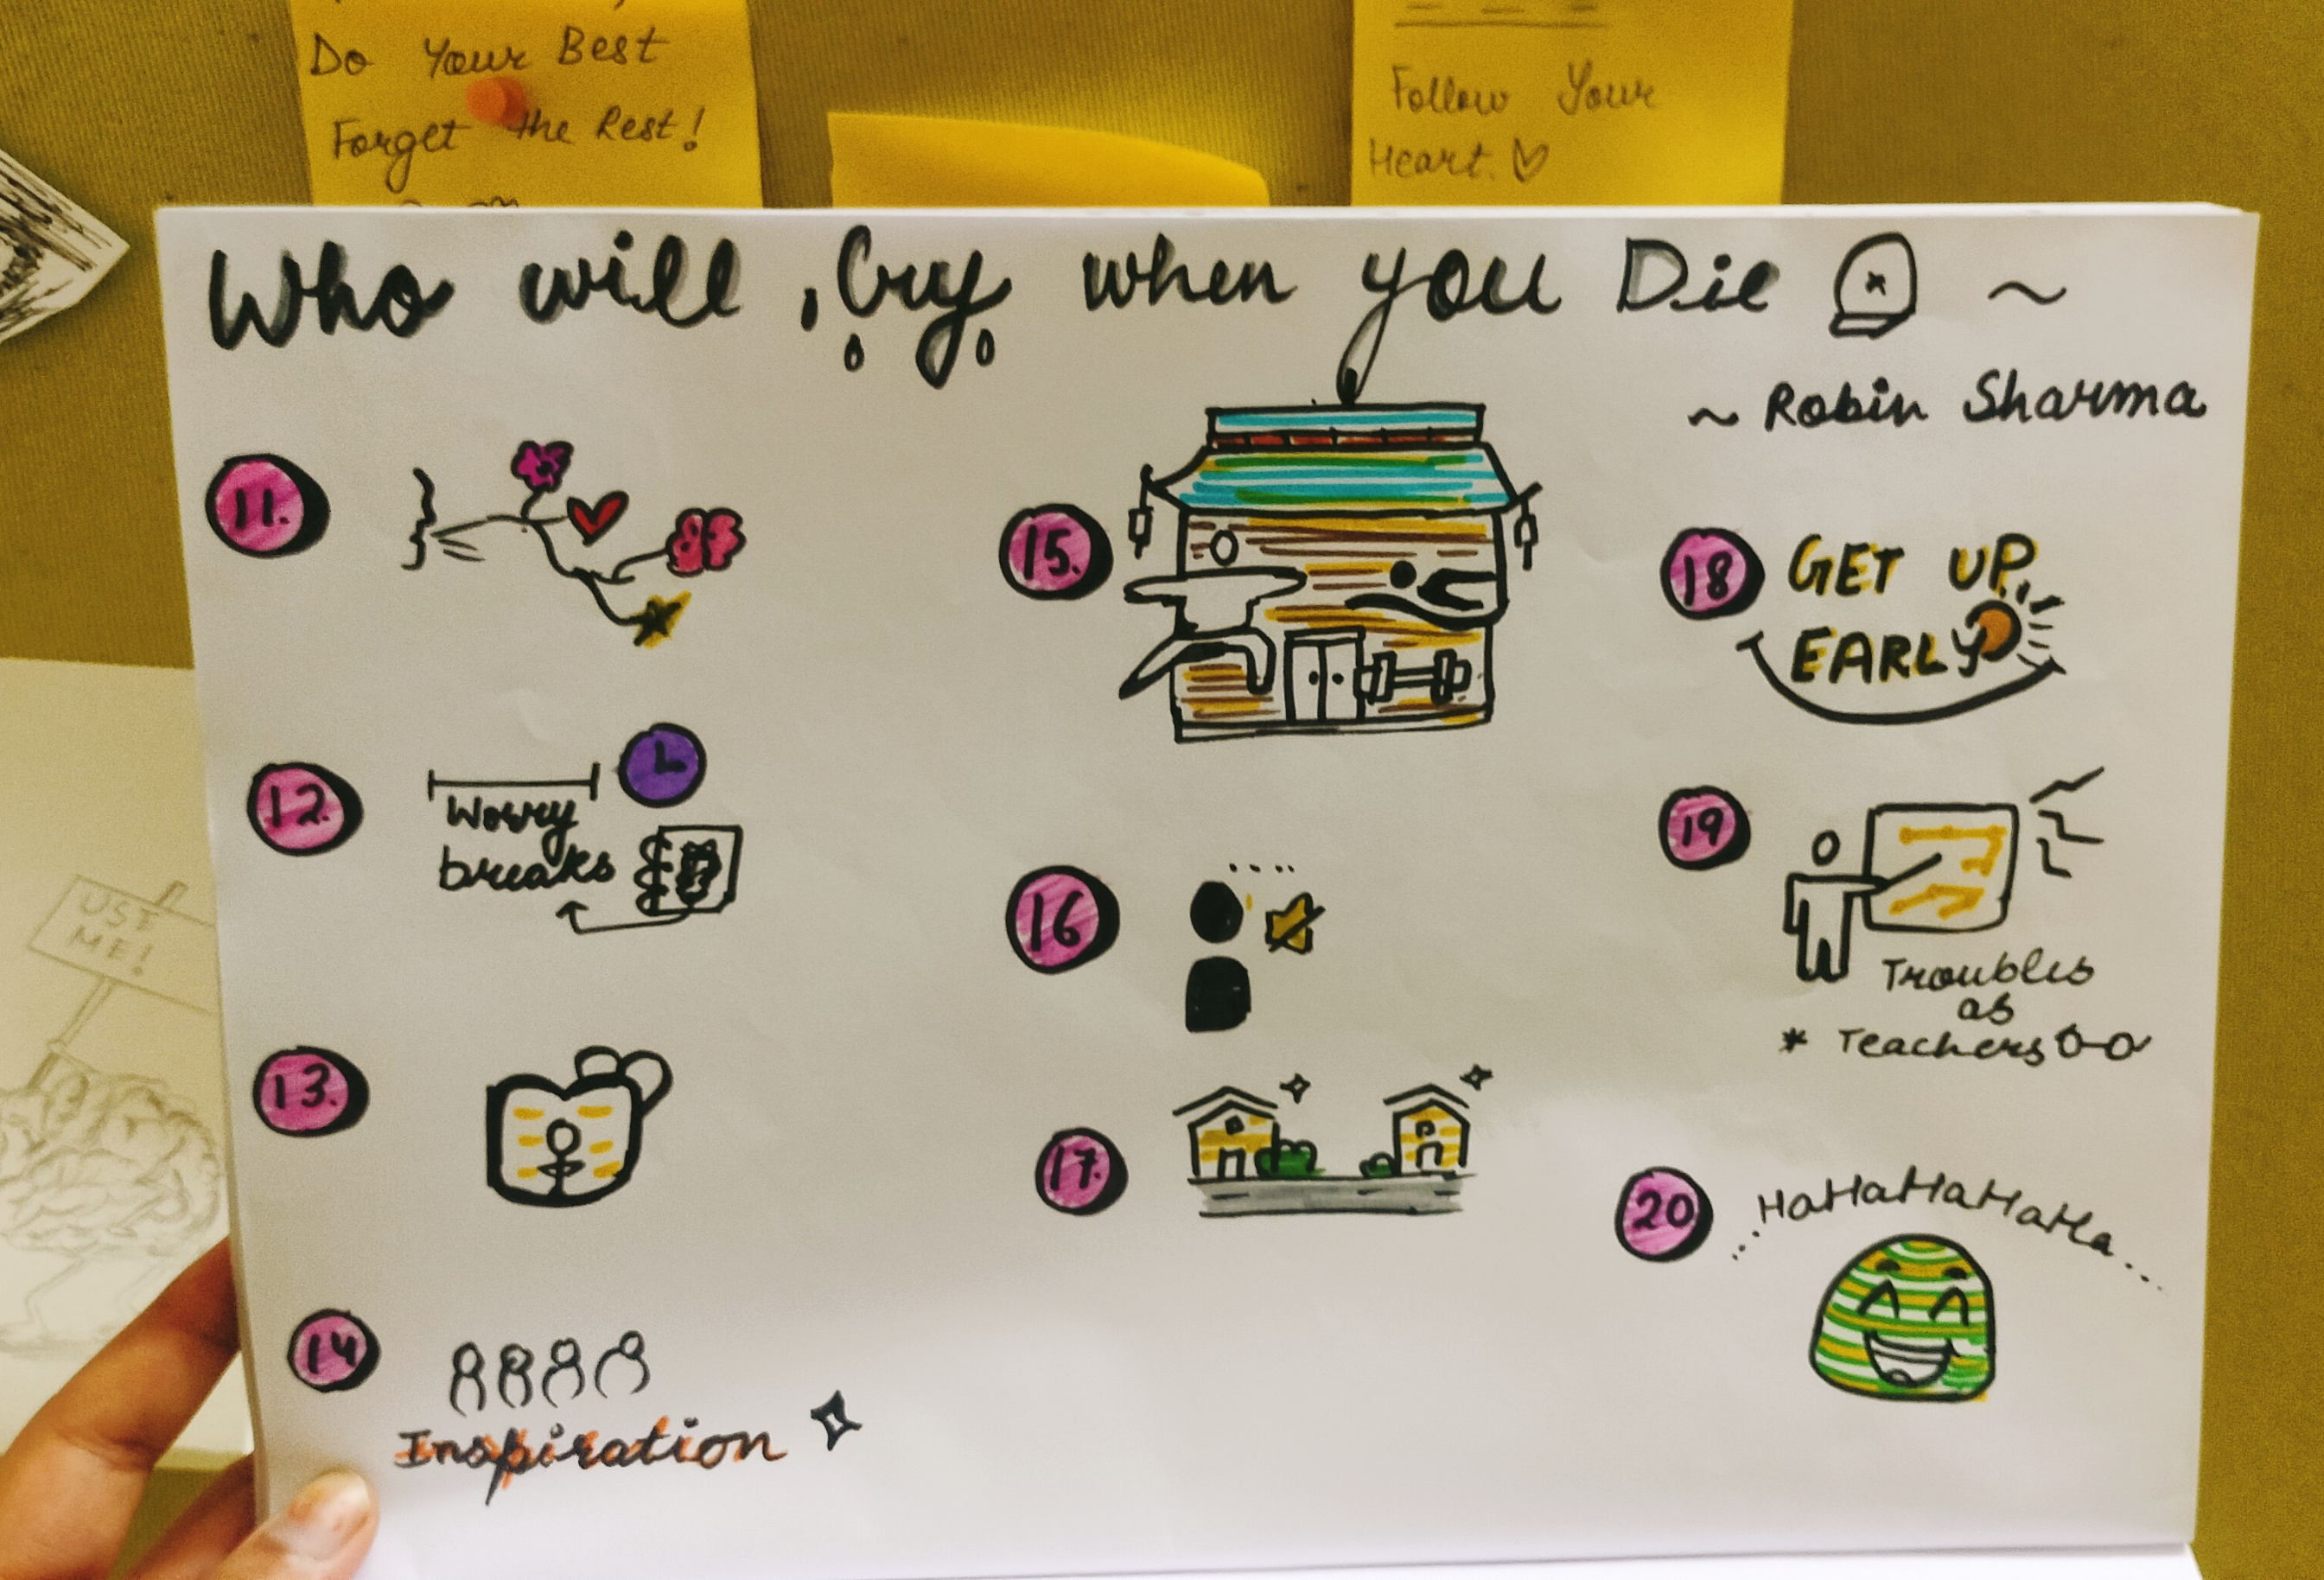 Do Your Best
Forget the Rest!
Follow Your
Heart.
Who will Cry when you Die ~
~ Robin Sharma
11.
12.
Worry
breaks
13.
14
Inspiration
15.
16
17.
18
GET UP
EARLY
19
Troubles
as
* Teachers
20
HaHaHaHaHaHa
UST
ME!